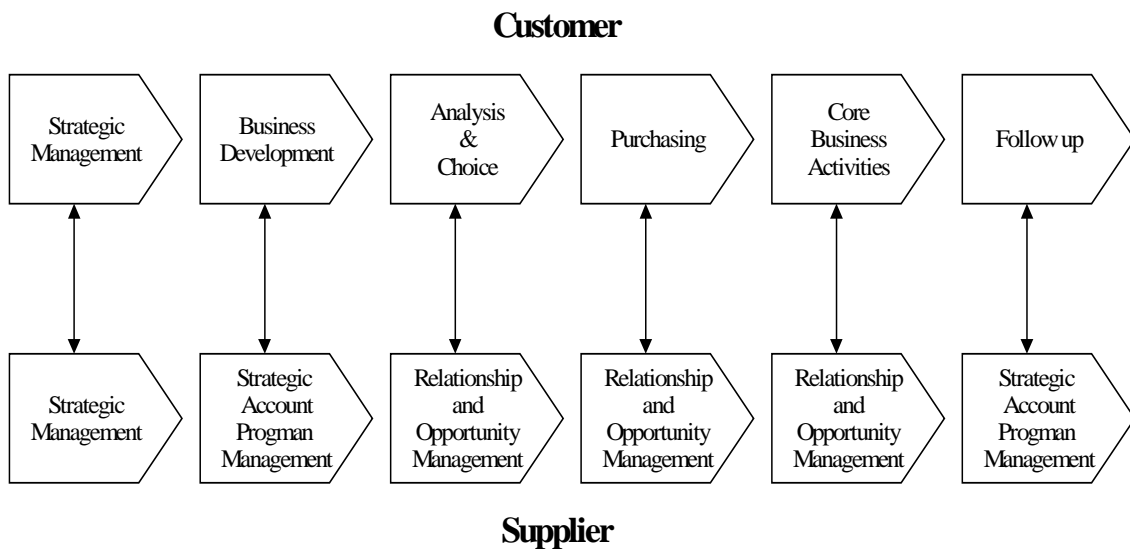 Customer
Strategic
Management
Business
Development
Analysis
&
Choice
Purchasing
Core
Business
Activities
Follow up
Strategic
Management
Strategic
Account
Progman
Management
Relationship
and
Opportunity
Management
Relationship
and
Opportunity
Management
Relationship
and
Opportunity
Management
Strategic
Account
Progman
Management
Supplier